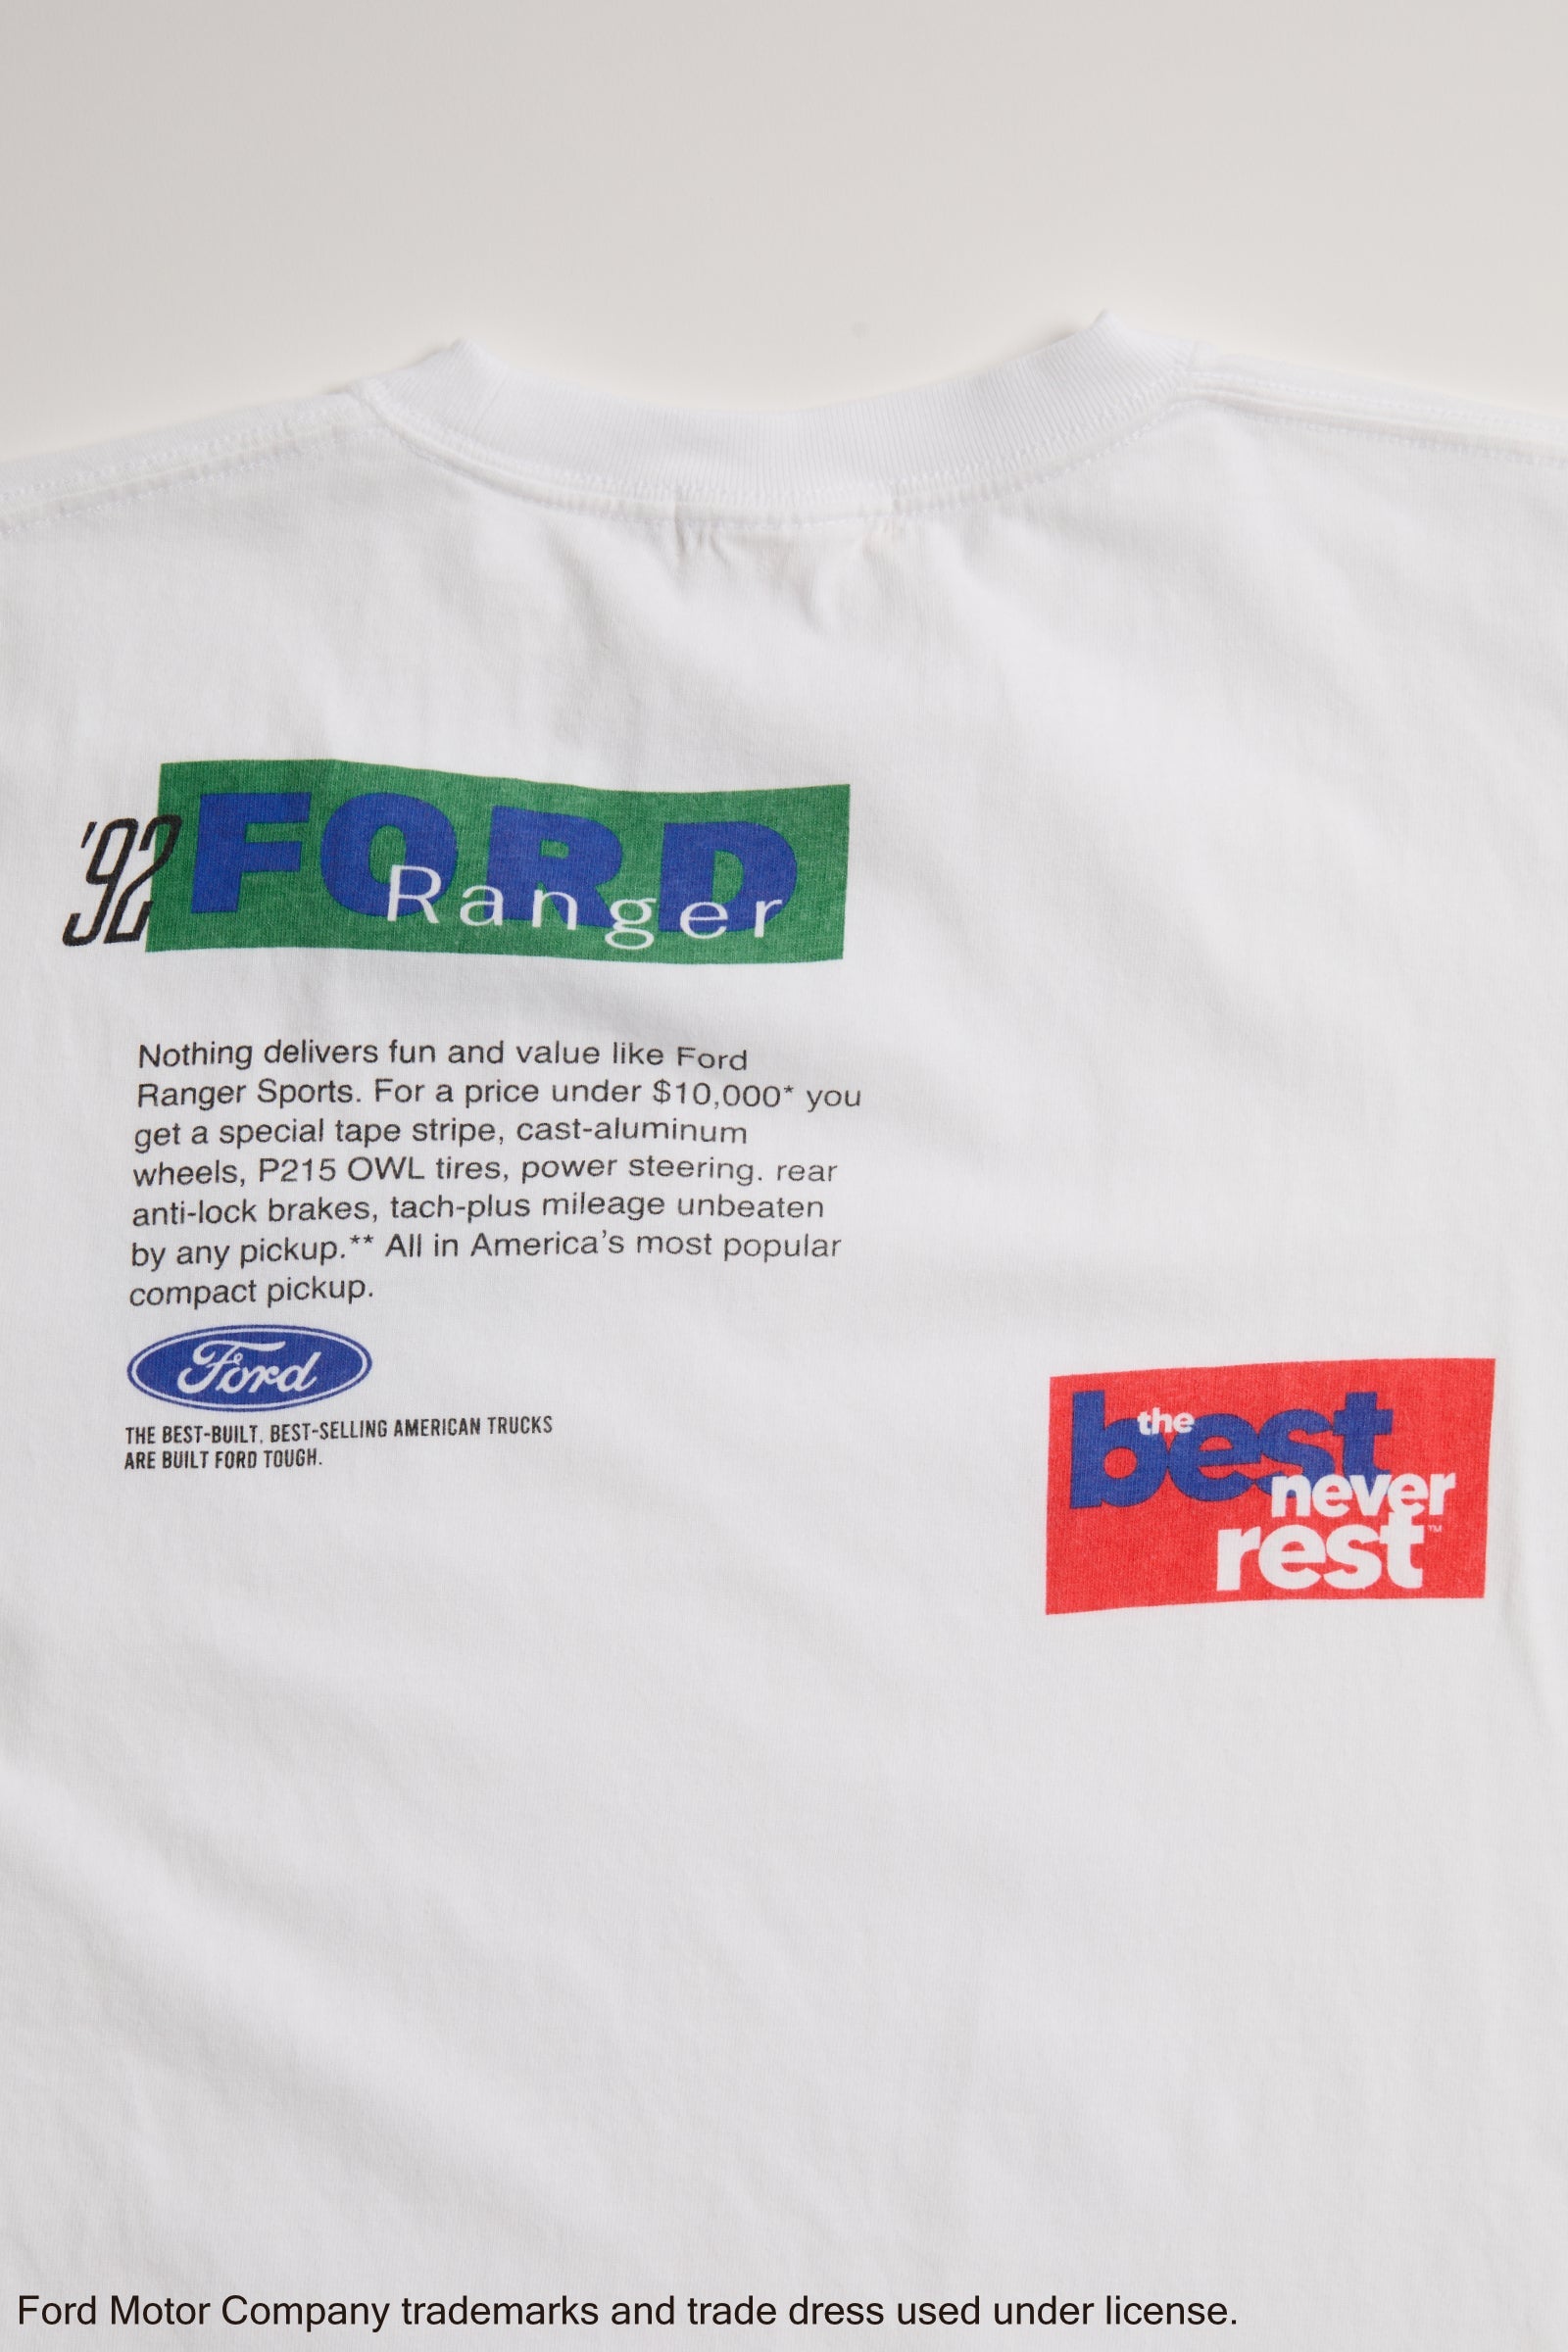 '92 FORD
Ranger
Nothing delivers fun and value like Ford
Ranger Sports. For a price under $10,000* you
get a special tape stripe, cast-aluminum
wheels, P215 OWL tires, power steering. rear
anti-lock brakes, tach-plus mileage unbeaten
by any pickup.** All in America's most popular
compact pickup.
Ford
THE BEST-BUILT, BEST-SELLING AMERICAN TRUCKS
ARE BUILT FORD TOUGH.
the
best
never
rest™
Ford Motor Company trademarks and trade dress used under license.